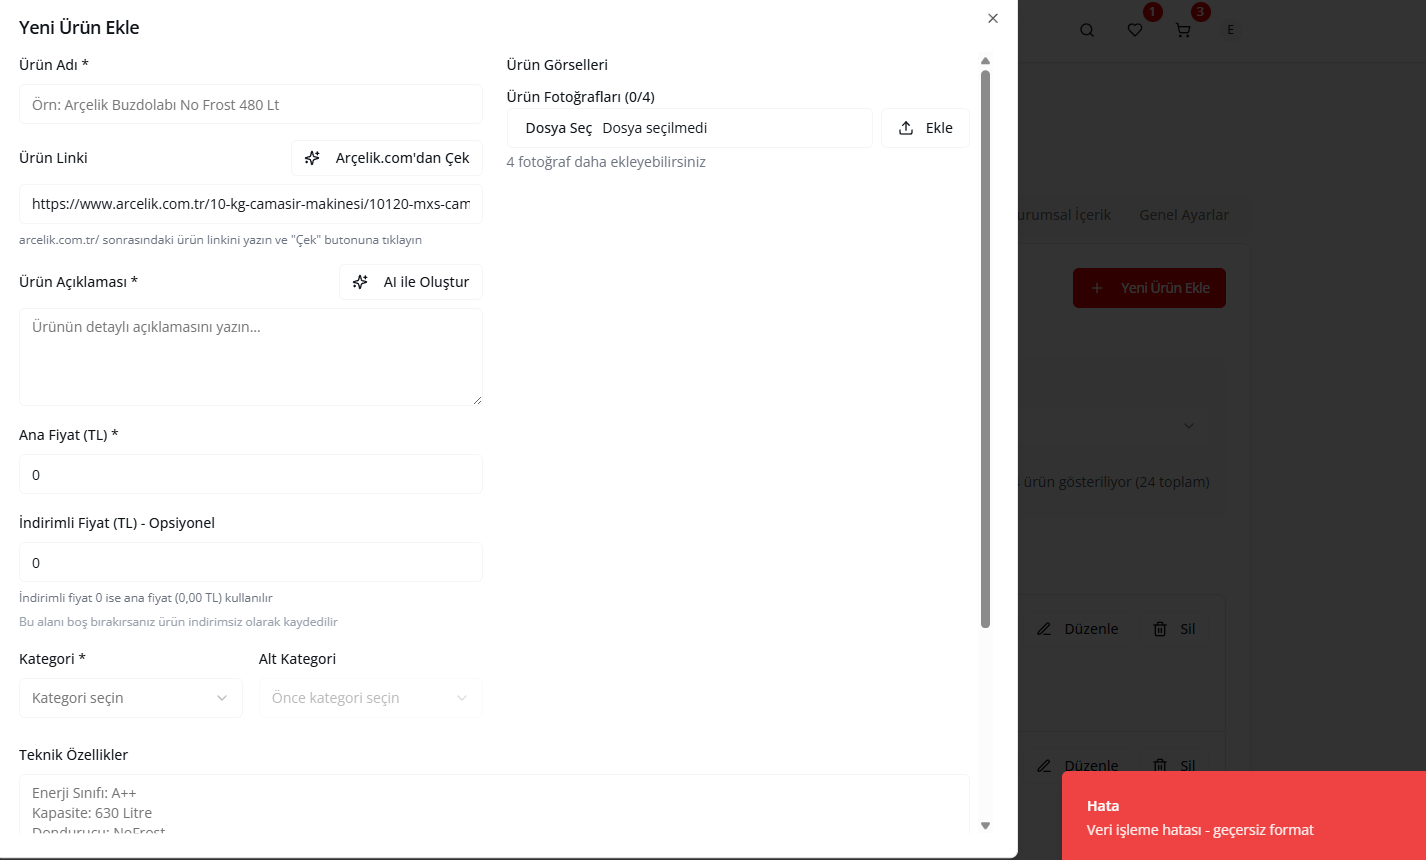 Yeni Ürün Ekle
Ürün Adı *
Örn: Arçelik Buzdolabı No Frost 480 Lt
Ürün Linki
Arçelik.com'dan Çek
https://www.arcelik.com.tr/10-kg-camasir-makinesi/10120-mxs-cam
arcelik.com.tr/ sonrasındaki ürün linkini yazın ve "Çek" butonuna tıklayın
Ürün Açıklaması *
AI ile Oluştur
Ürünün detaylı açıklamasını yazın...
Ana Fiyat (TL) *
0
İndirimli Fiyat (TL) - Opsiyonel
0
İndirimli fiyat 0 ise ana fiyat (0,00 TL) kullanılır
Bu alanı boş bırakırsanız ürün indirimsiz olarak kaydedilir
Kategori *
Alt Kategori
Kategori seçin
Önce kategori seçin
Teknik Özellikler
Enerji Sınıfı: A++
Kapasite: 630 Litre
Dondurucu: NoFrost
Ürün Görselleri
Ürün Fotoğrafları (0/4)
Dosya Seç Dosya seçilmedi
Ekle
4 fotoğraf daha ekleyebilirsiniz
1
3
E
urumsal İçerik
Genel Ayarlar
Yeni Ürün Ekle
ürün gösteriliyor (24 toplam)
Düzenle
Sil
Düzenle
Sil
Hata
Veri işleme hatası - geçersiz format